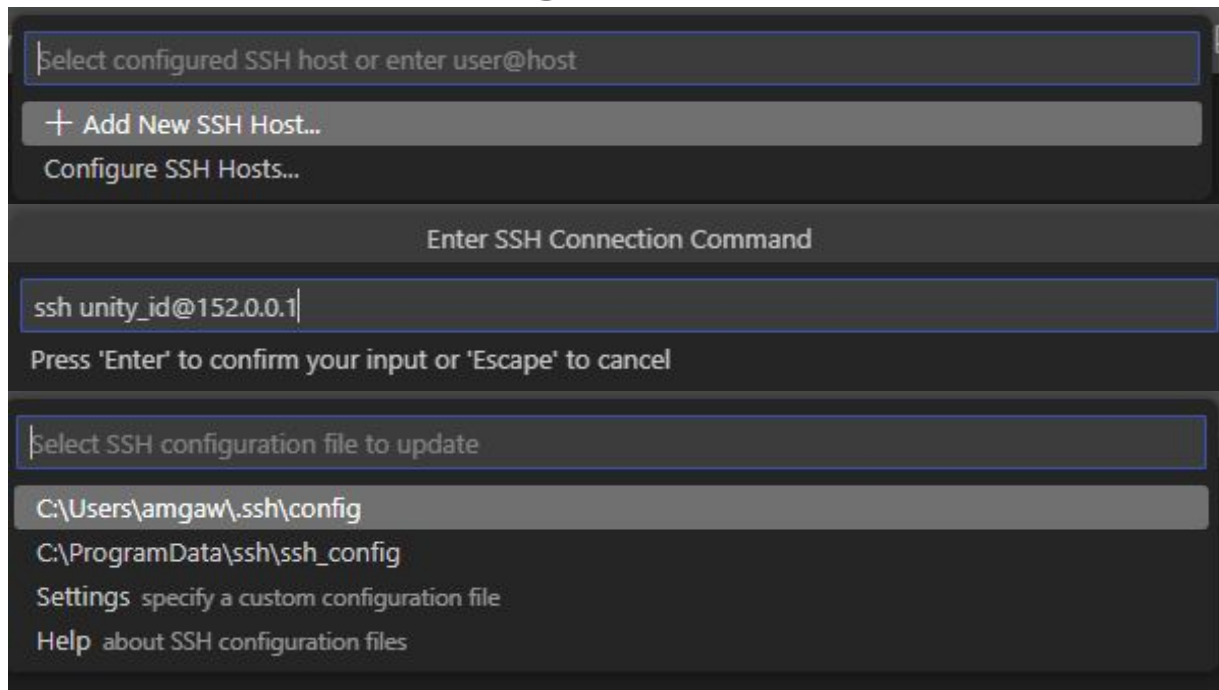 Select configured SSH host or enter user@host
+ Add New SSH Host...
Configure SSH Hosts...
Enter SSH Connection Command
ssh unity_id@152.0.0.1
Press 'Enter' to confirm your input or 'Escape' to cancel
Select SSH configuration file to update
C:\Users\amgaw\.ssh\config
C:\ProgramData\ssh\ssh_config
Settings specify a custom configuration file
Help about SSH configuration files